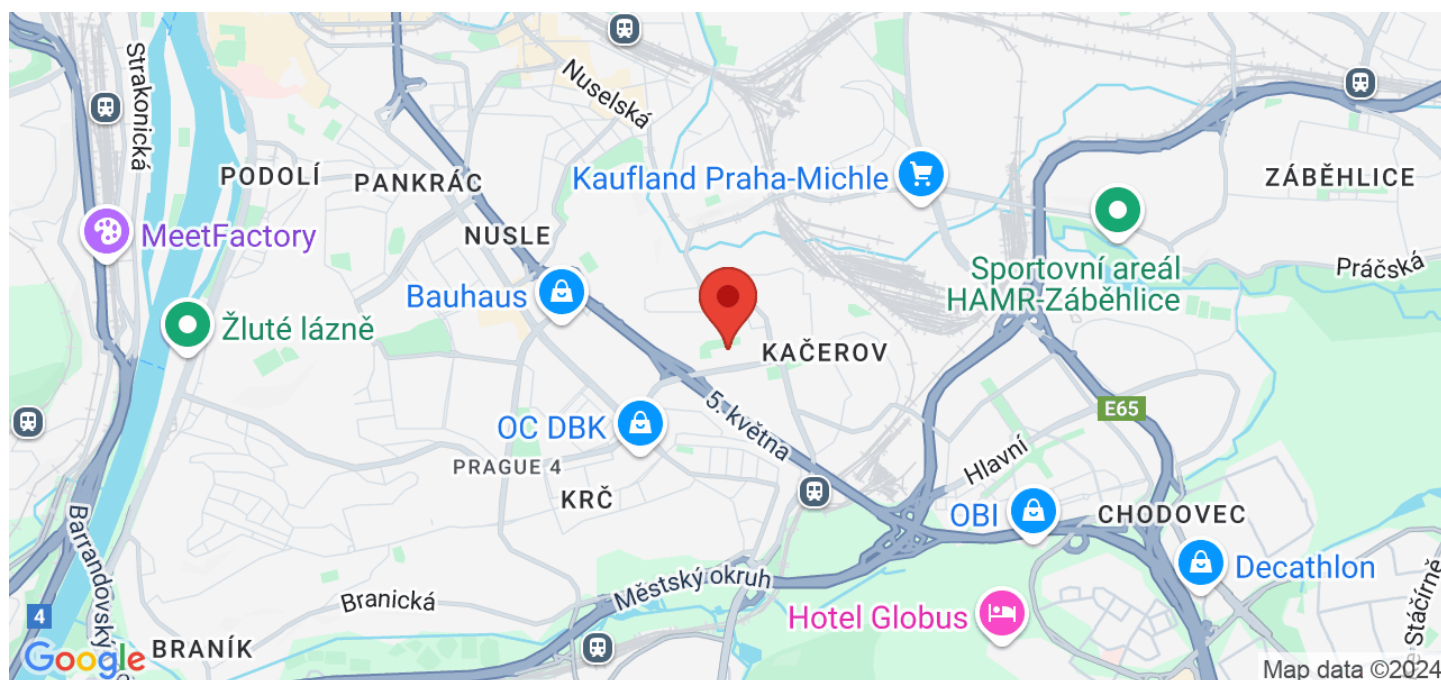 Strakonická
Nuselská
PODOLÍ
PANKRÁC
Kaufland Praha-Michle
ZÁBĚHLICE
MeetFactory
NUSLE
Sportovní areál
HAMR-Záběhlice
Práčská
Bauhaus
Žluté lázně
KAČEROV
5. května
E65
OC DBK
PRAGUE 4
Hlavní
KRČ
OBI
CHODOVEC
Barrandovský
Městský okruh
Decathlon
Branická
Hotel Globus
4
BRANÍK
Google
Map data ©2024